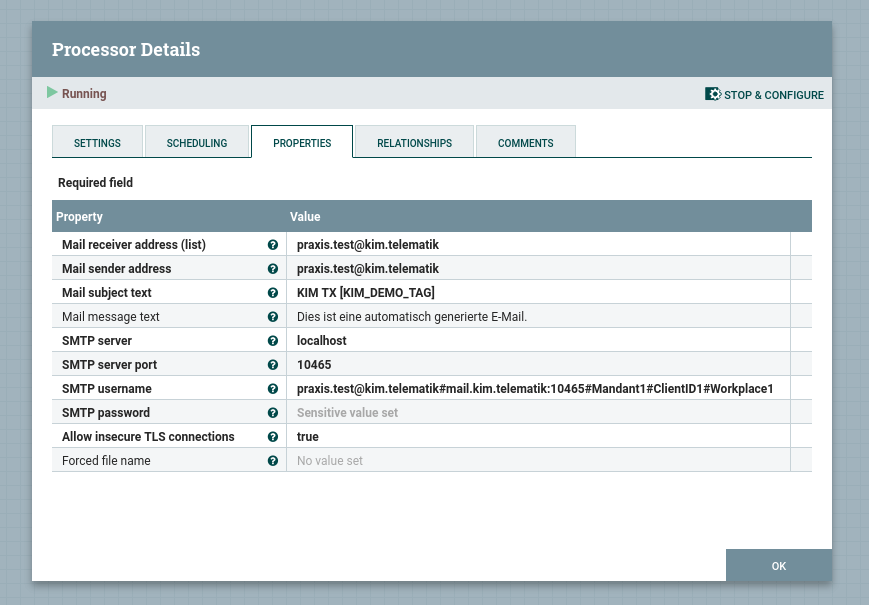 Processor Details
Running
STOP & CONFIGURE
SETTINGS SCHEDULING PROPERTIES RELATIONSHIPS COMMENTS
Required field
Property Value
Mail receiver address (list) praxis.test@kim.telematik
Mail sender address praxis.test@kim.telematik
Mail subject text KIM TX [KIM_DEMO_TAG]
Mail message text Dies ist eine automatisch generierte E-Mail.
SMTP server localhost
SMTP server port 10465
SMTP username praxis.test@kim.telematik#mail.kim.telematik:10465#Mandant1#ClientID1#Workplace1
SMTP password Sensitive value set
Allow insecure TLS connections true
Forced file name No value set
OK